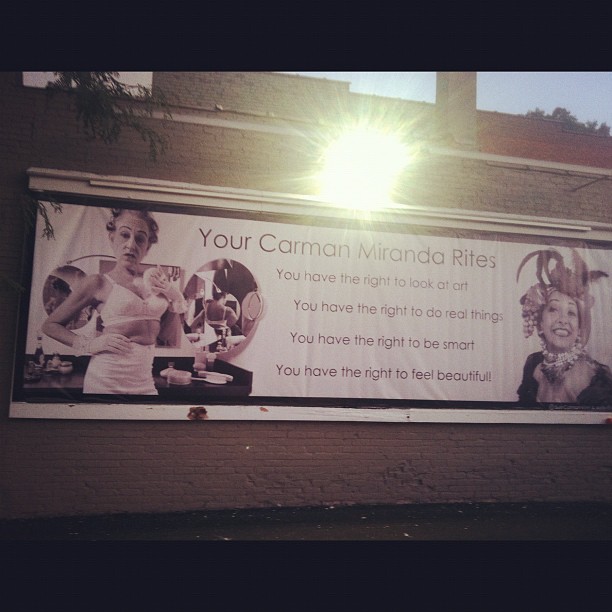 Your Carman Miranda Rites
You have the right to look at art
You have the right to do real things
You have the right to be smart
You have the right to feel beautiful!